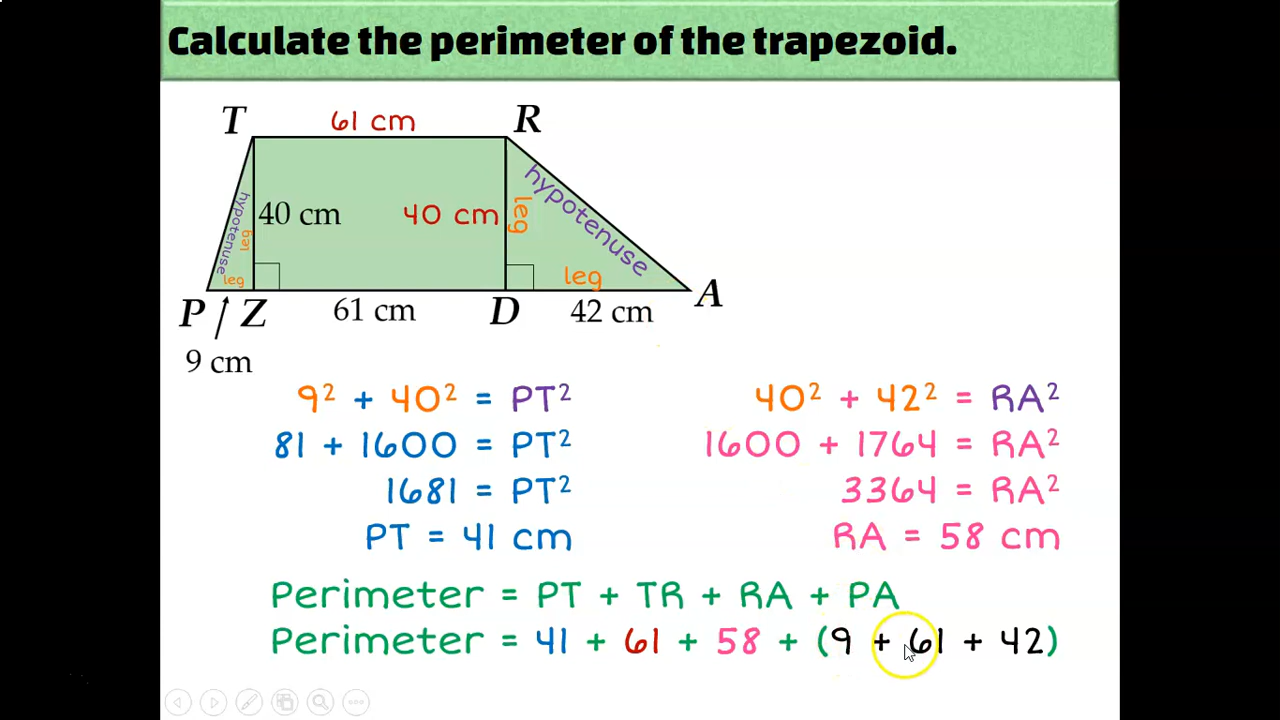 Calculate the perimeter of the trapezoid.
T 61 cm R
hypotenuse leg 40 cm 40 cm leg hypotenuse
leg leg
P Z 61 cm D 42 cm A
9 cm
9² + 40² = PT²
81 + 1600 = PT²
1681 = PT²
PT = 41 cm
40² + 42² = RA²
1600 + 1764 = RA²
3364 = RA²
RA = 58 cm
Perimeter = PT + TR + RA + PA
Perimeter = 41 + 61 + 58 + (9 + 61 + 42)